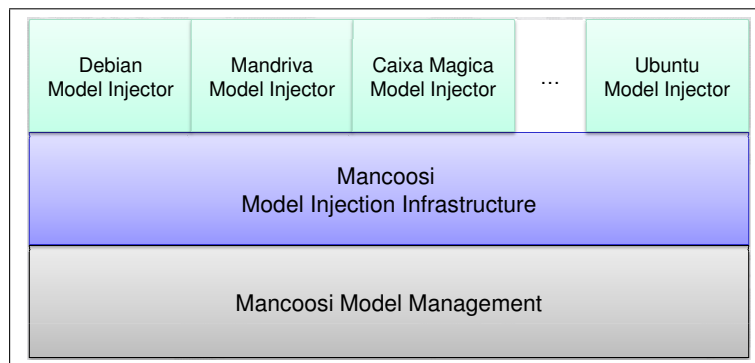 Debian
Model Injector
Mandriva
Model Injector
Caixa Magica
Model Injector
...
Ubuntu
Model Injector
Mancoosi
Model Injection Infrastructure
Mancoosi Model Management